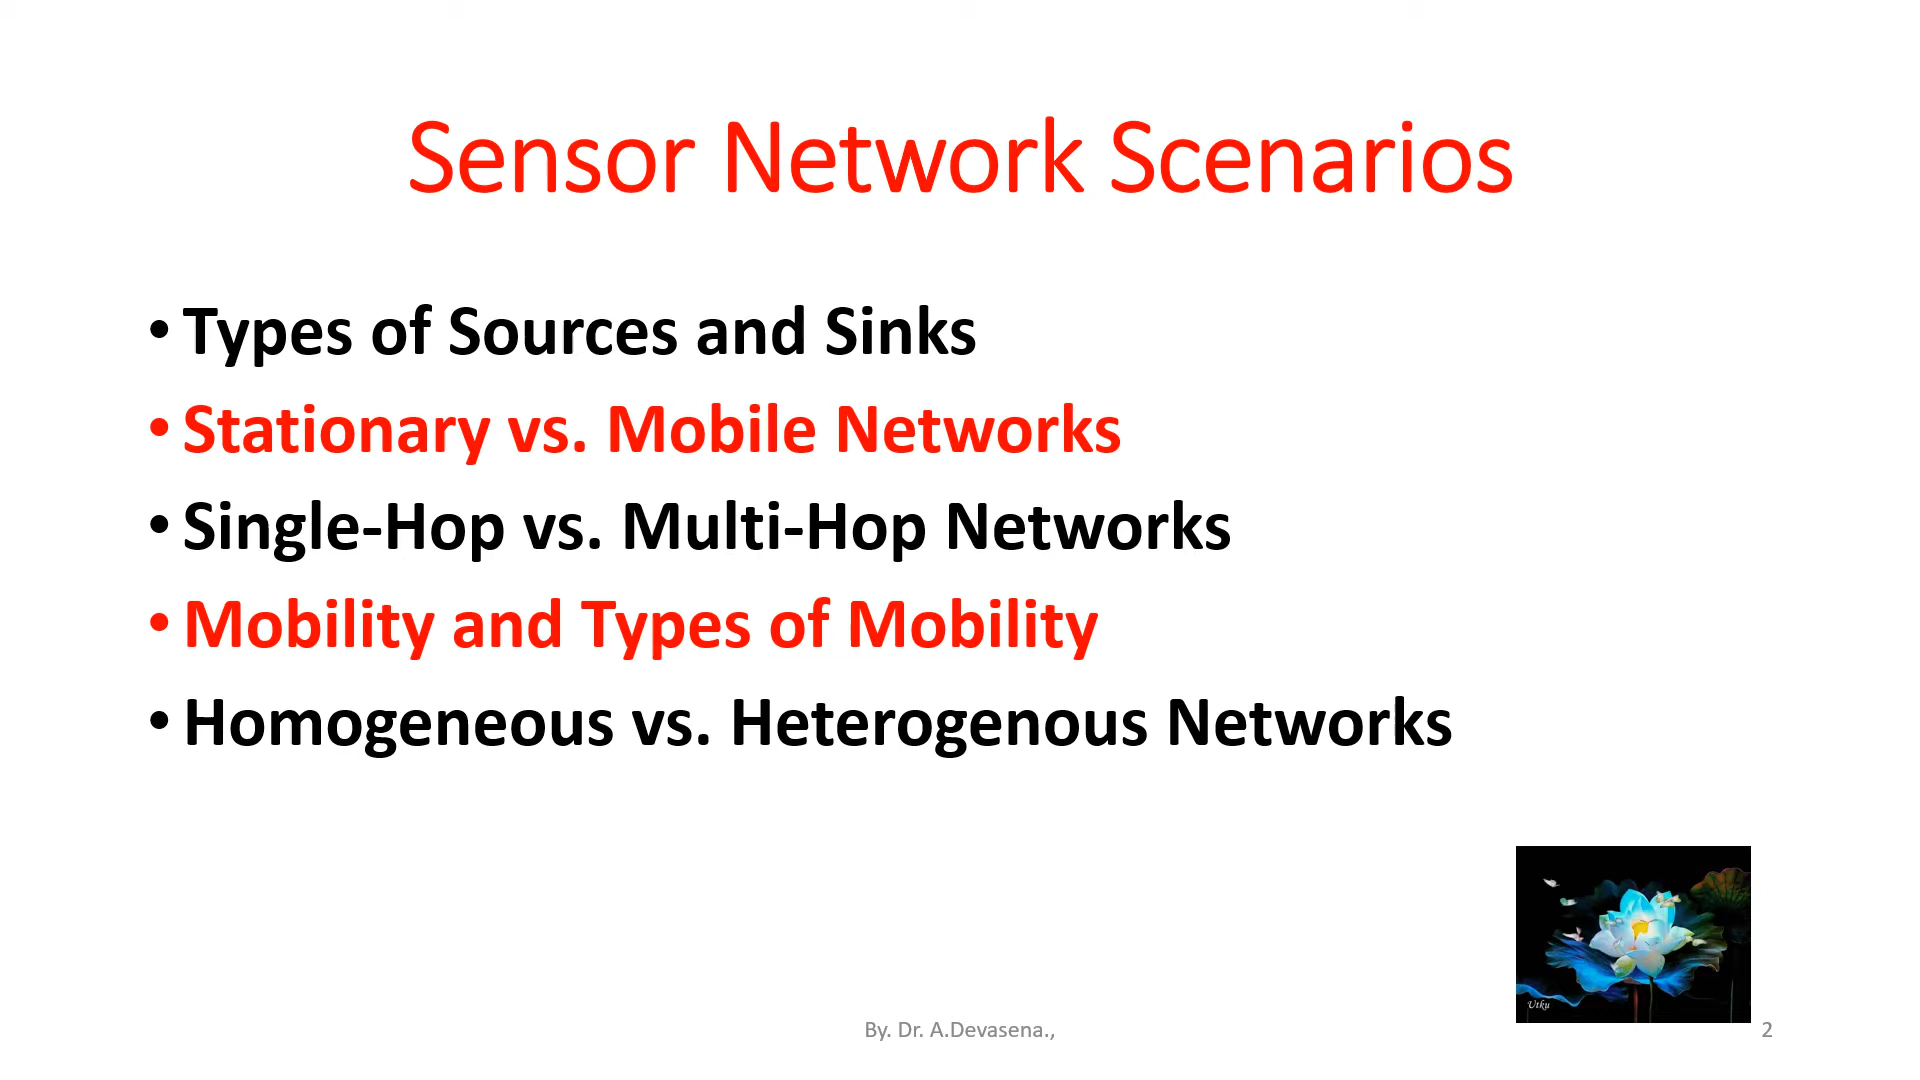 Sensor Network Scenarios
• Types of Sources and Sinks
• Stationary vs. Mobile Networks
• Single-Hop vs. Multi-Hop Networks
• Mobility and Types of Mobility
• Homogeneous vs. Heterogenous Networks
Utku
By. Dr. A.Devasena.,
2